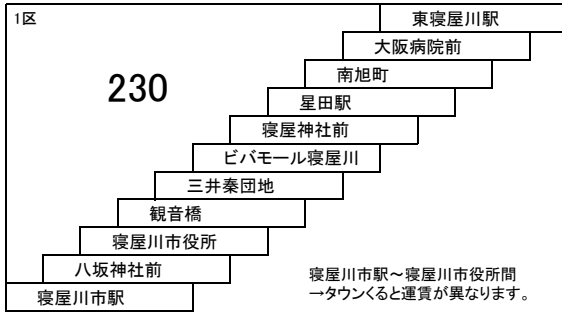 1区
東寝屋川駅
大阪病院前
230
南旭町
星田駅
寝屋神社前
ビバモール寝屋川
三井秦団地
観音橋
寝屋川市役所
八坂神社前
寝屋川市駅
寝屋川市駅～寝屋川市役所間
→タウンくると運賃が異なります。